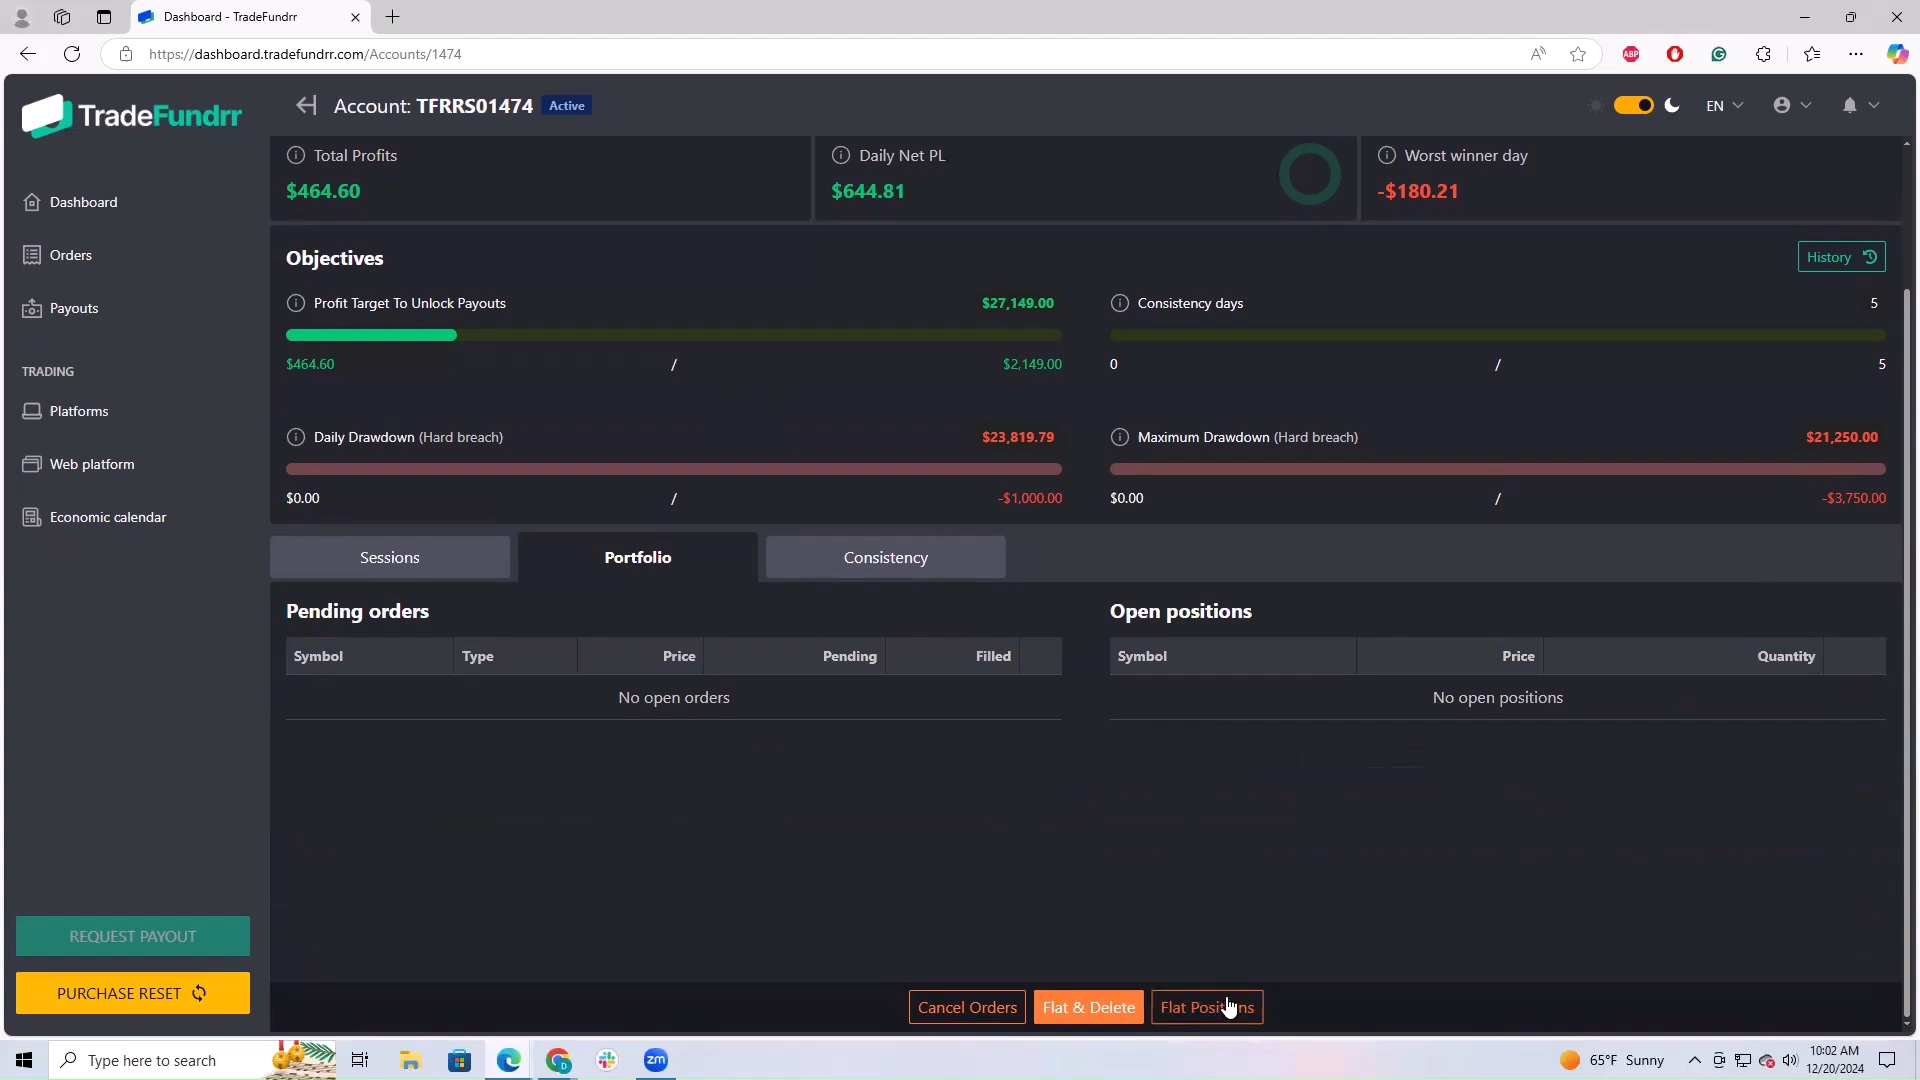 Dashboard - TradeFundrr
https://dashboard.tradefundrr.com/Accounts/1474
ABP
TradeFundrr
Account: TFRRS01474 Active
EN
Dashboard
Orders
Payouts
TRADING
Platforms
Web platform
Economic calendar
REQUEST PAYOUT
PURCHASE RESET
Total Profits
$464.60
Daily Net PL
$644.81
Worst winner day
-$180.21
Objectives
History
Profit Target To Unlock Payouts $27,149.00
$464.60 / $2,149.00
Consistency days 5
0 / 5
Daily Drawdown (Hard breach) $23,819.79
$0.00 / -$1,000.00
Maximum Drawdown (Hard breach) $21,250.00
$0.00 / -$3,750.00
Sessions Portfolio Consistency
Pending orders
Symbol Type Price Pending Filled
No open orders
Open positions
Symbol Price Quantity
No open positions
Cancel Orders Flat & Delete Flat Positions
Type here to search
D
zm
65°F Sunny
10:02 AM
12/20/2024